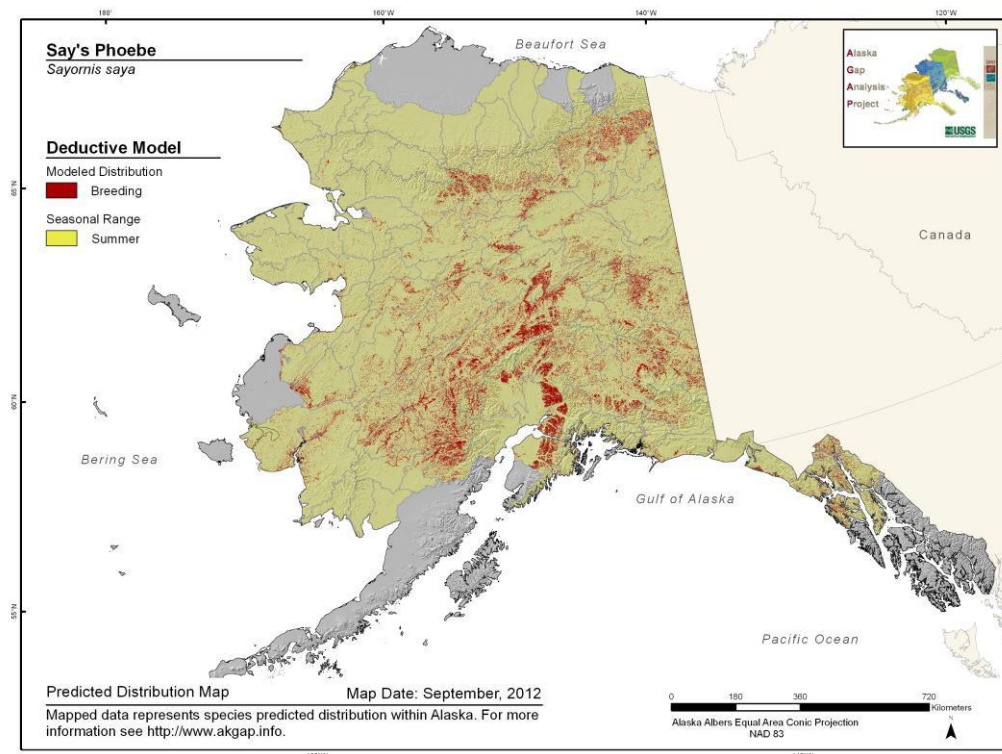 180°
160°W
140°W
120°W
Say's Phoebe
Sayornis saya
Beaufort Sea
Alaska
Gap
Analysis
Project
USGS
Deductive Model
Modeled Distribution
Breeding
Seasonal Range
Summer
65°N
Canada
60°N
Bering Sea
Gulf of Alaska
55°N
Pacific Ocean
Predicted Distribution Map
Map Date: September, 2012
Mapped data represents species predicted distribution within Alaska. For more
information see http://www.akgap.info.
0 180 360 720
Kilometers
Alaska Albers Equal Area Conic Projection
NAD 83
N